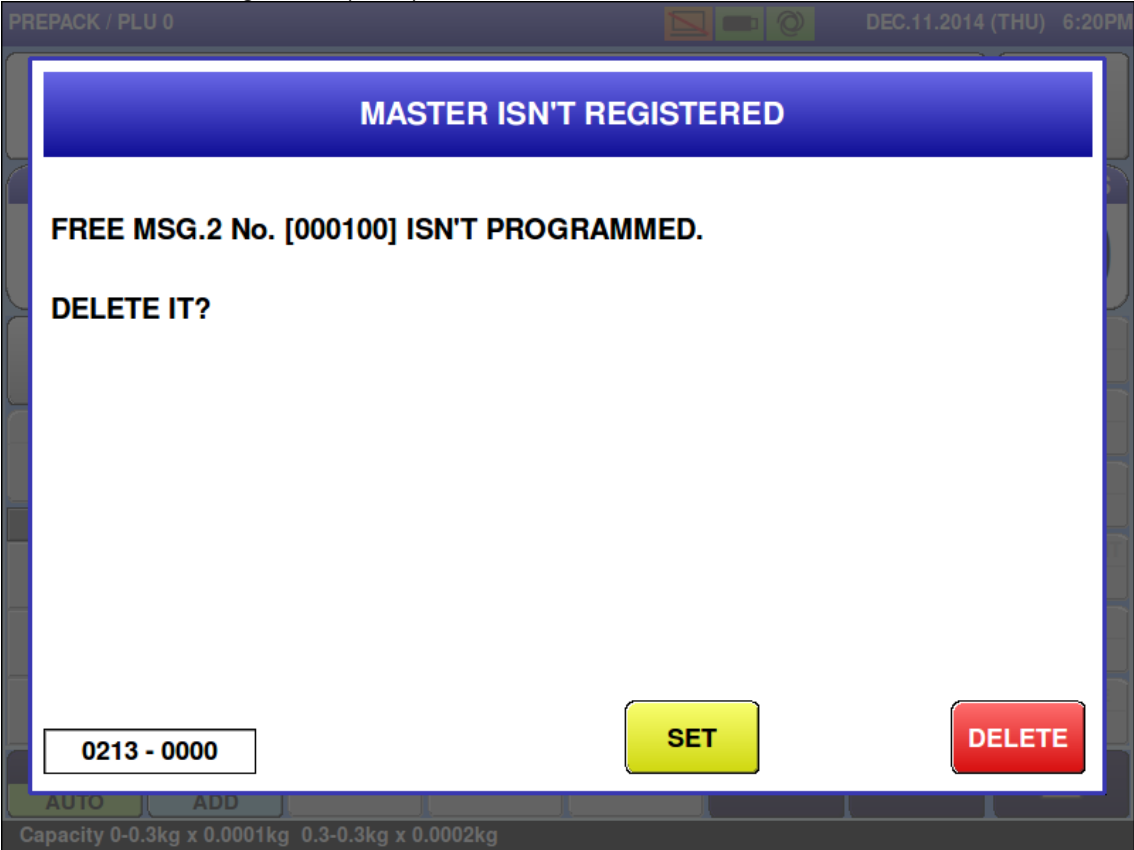 PREPACK / PLU 0
DEC.11.2014 (THU) 6:20PM
MASTER ISN'T REGISTERED
FREE MSG.2 No. [000100] ISN'T PROGRAMMED.
DELETE IT?
0213 - 0000
SET
DELETE
AUTO
ADD
Capacity 0-0.3kg x 0.0001kg 0.3-0.3kg x 0.0002kg